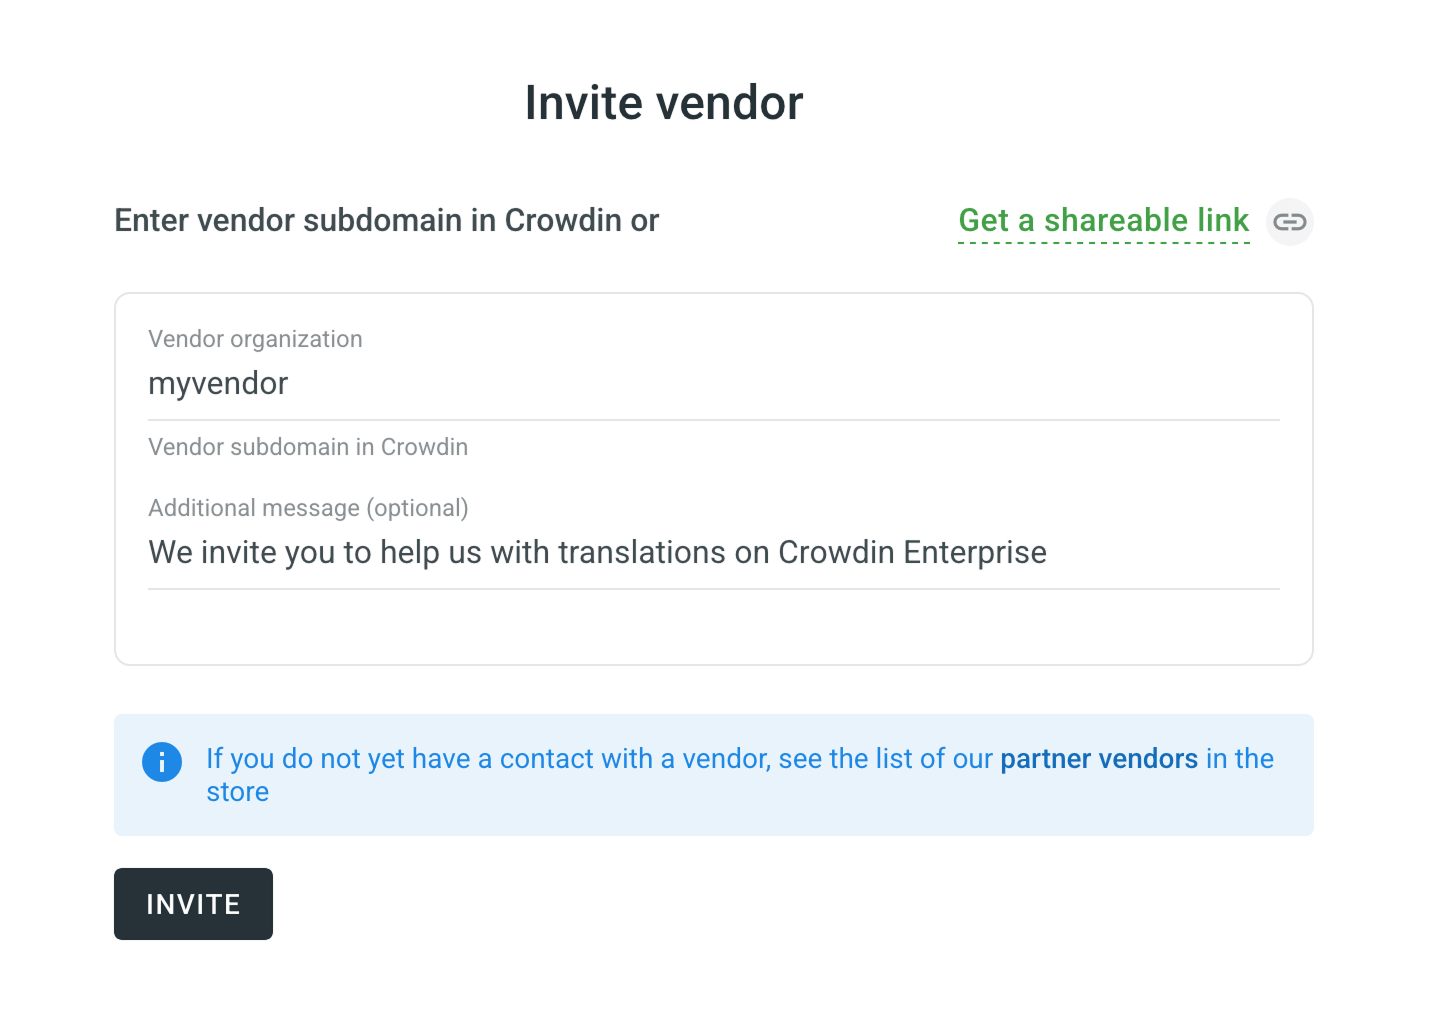 Invite vendor
Enter vendor subdomain in Crowdin or
Get a shareable link
Vendor organization
myvendor
Vendor subdomain in Crowdin
Additional message (optional)
We invite you to help us with translations on Crowdin Enterprise
If you do not yet have a contact with a vendor, see the list of our partner vendors in the
store
INVITE